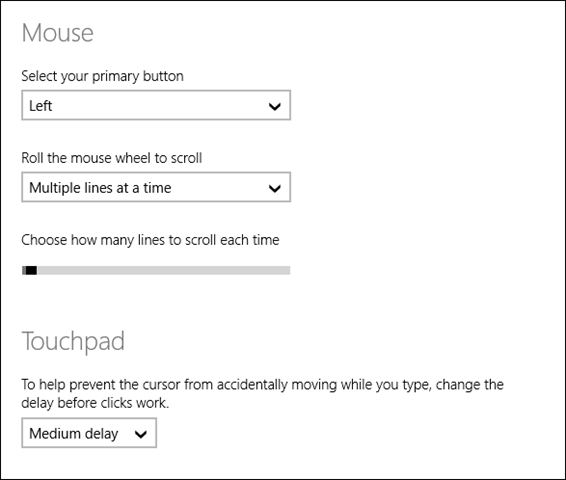 Mouse
Select your primary button
Left
Roll the mouse wheel to scroll
Multiple lines at a time
Choose how many lines to scroll each time
Touchpad
To help prevent the cursor from accidentally moving while you type, change the
delay before clicks work.
Medium delay